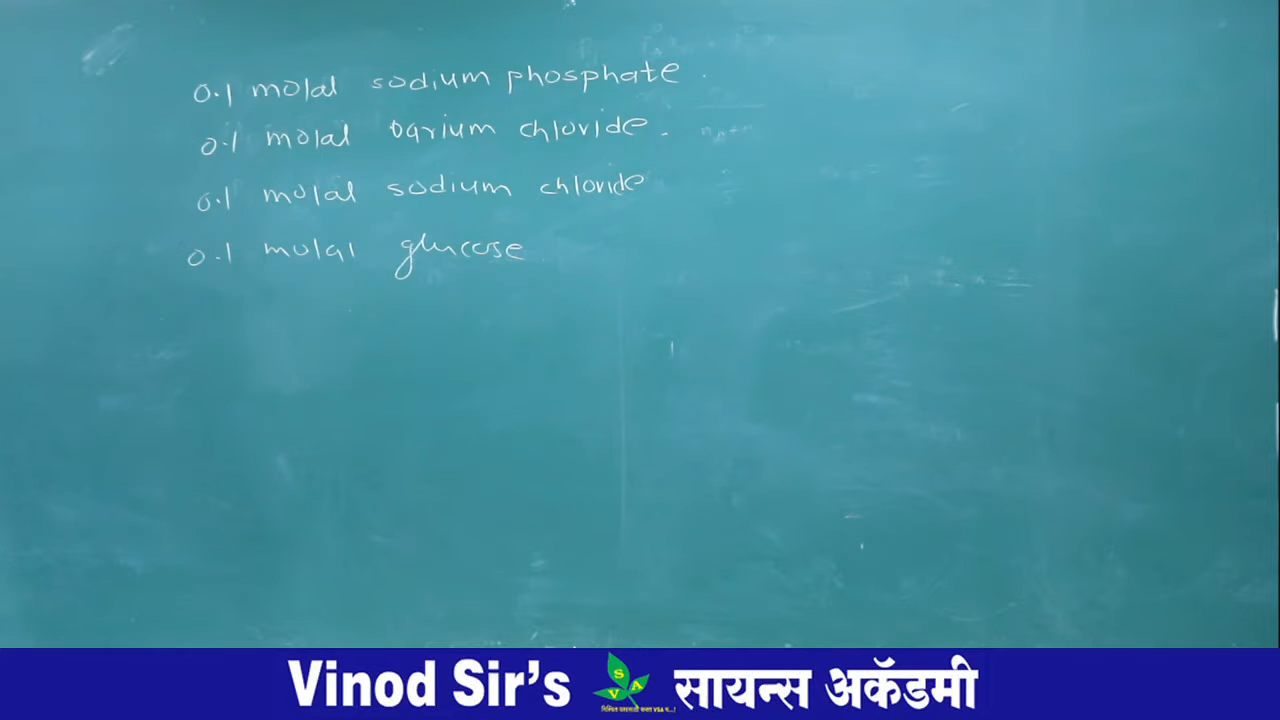 0.1 molal sodium phosphate.
0.1 molal barium chloride.
0.1 molal sodium chloride
0.1 molal glucose
Vinod Sir's SVA सायन्स अकॅडमी